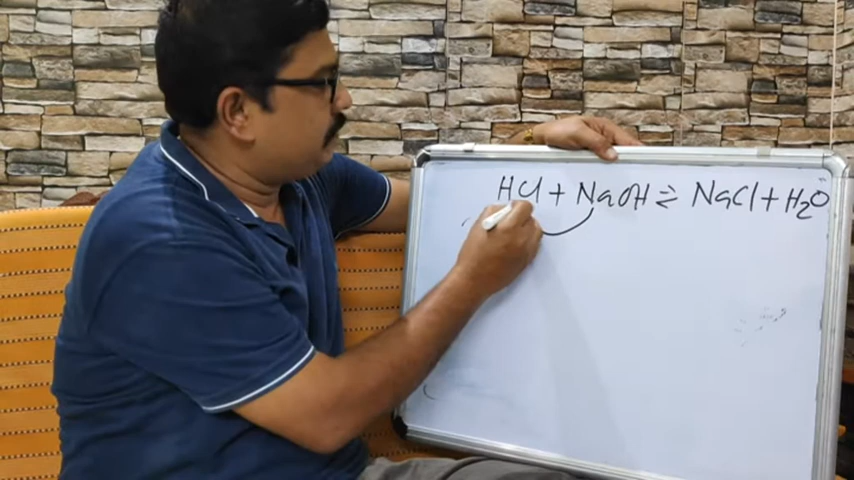 HCl + NaOH ⇌ NaCl + H2O